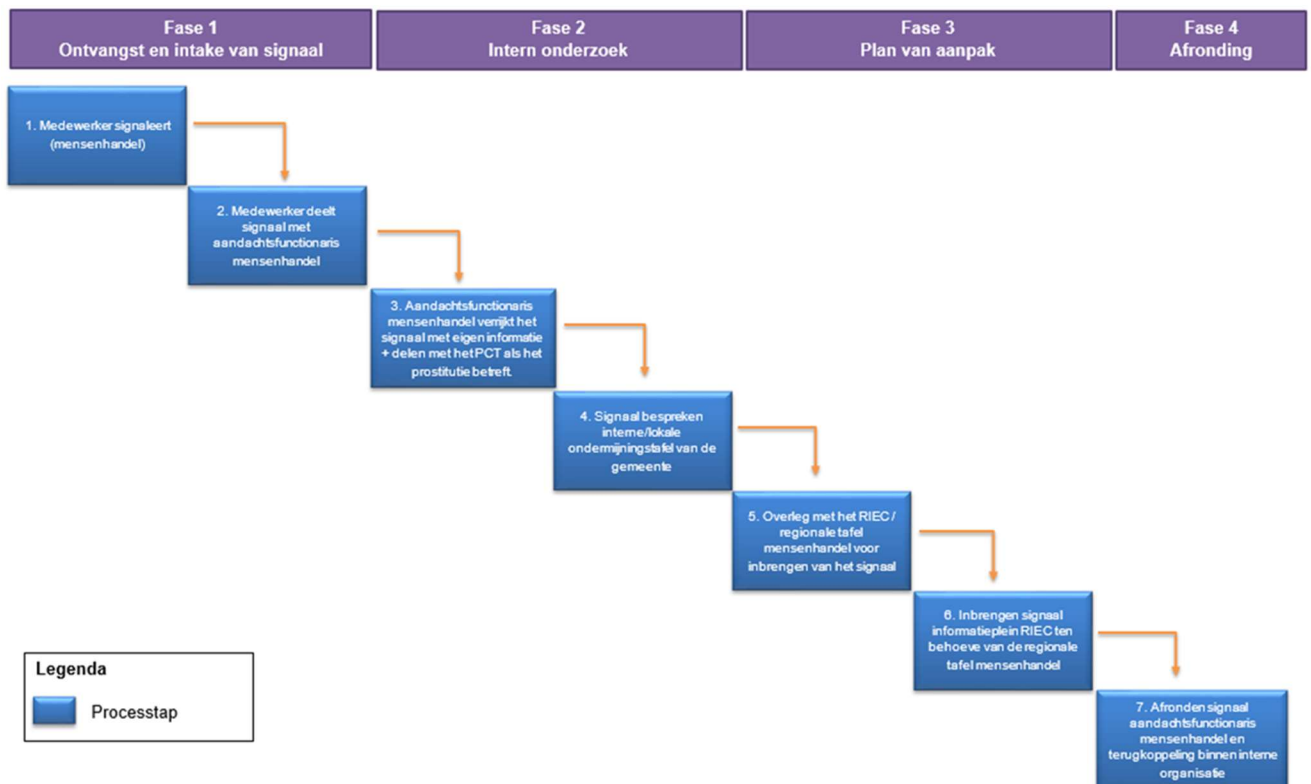 Fase 1
Ontvangst en intake van signaal
Fase 2
Intern onderzoek
Fase 3
Plan van aanpak
Fase 4
Afronding
1. Medewerker signaleert
(mensenhandel)
2. Medewerker deelt
signaal met
aandachtsfunctionaris
mensenhandel
3. Aandachtsfunctionaris
mensenhandel verrijkt het
signaal met eigen informatie
+ delen met het PCT als het
prostitutie betreft.
4. Signaal bespreken
interne/lokale
ondermijningstafel van de
gemeente
5. Overleg met het RIEC /
regionale tafel
mensenhandel voor
inbrengen van het signaal
6. Inbrengen signaal
informatieplein RIEC ten
behoeve van de regionale
tafel mensenhandel
7. Afronden signaal
aandachtsfunctionaris
mensenhandel en
terugkoppeling binnen interne
organisatie
Legenda
Processtap